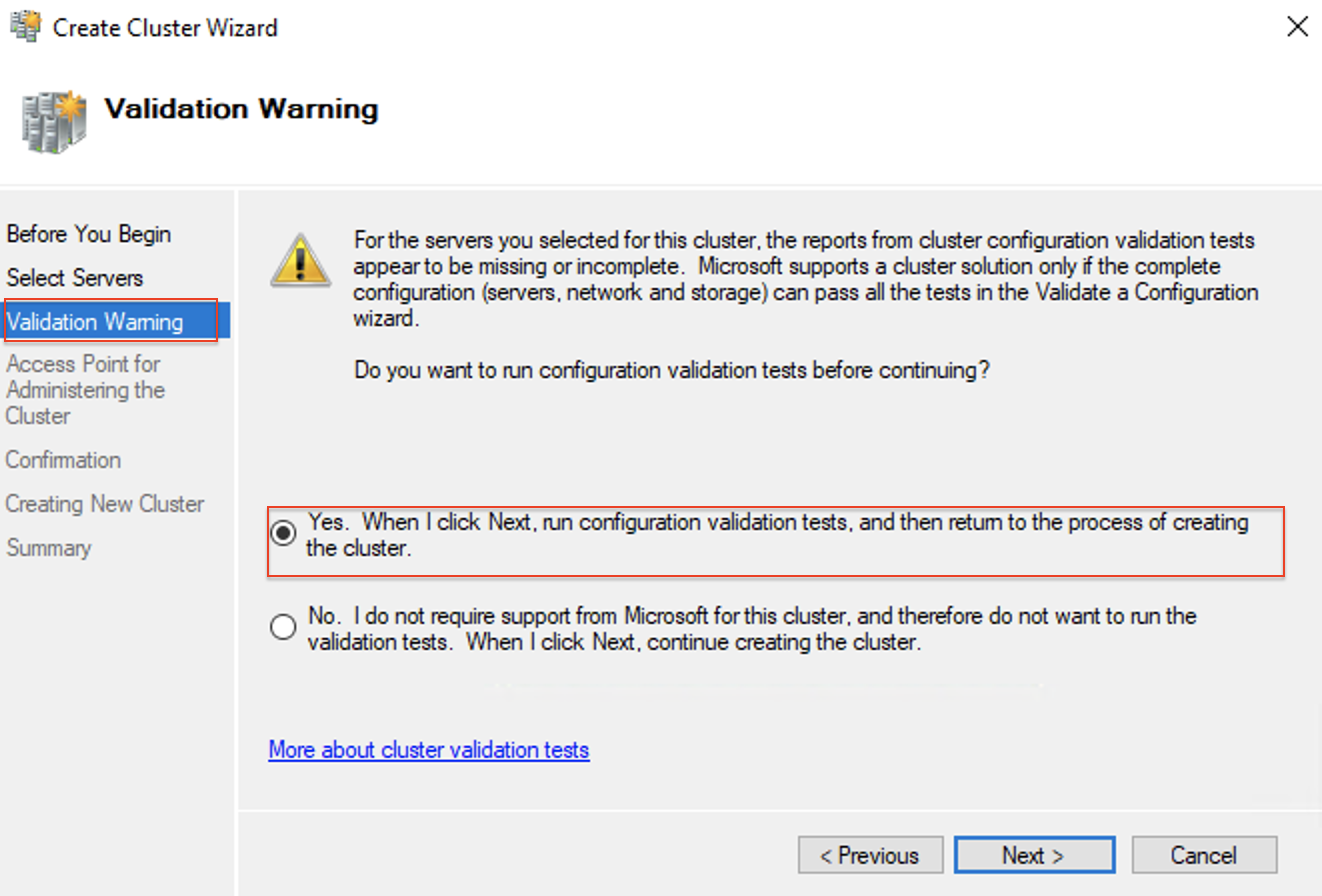 Create Cluster Wizard
Validation Warning
Before You Begin
Select Servers
Validation Warning
Access Point for
Administering the
Cluster
Confirmation
Creating New Cluster
Summary
For the servers you selected for this cluster, the reports from cluster configuration validation tests
appear to be missing or incomplete.  Microsoft supports a cluster solution only if the complete
configuration (servers, network and storage) can pass all the tests in the Validate a Configuration
wizard.
Do you want to run configuration validation tests before continuing?
Yes.  When I click Next, run configuration validation tests, and then return to the process of creating
the cluster.
No.  I do not require support from Microsoft for this cluster, and therefore do not want to run the
validation tests.  When I click Next, continue creating the cluster.
More about cluster validation tests
< Previous
Next >
Cancel